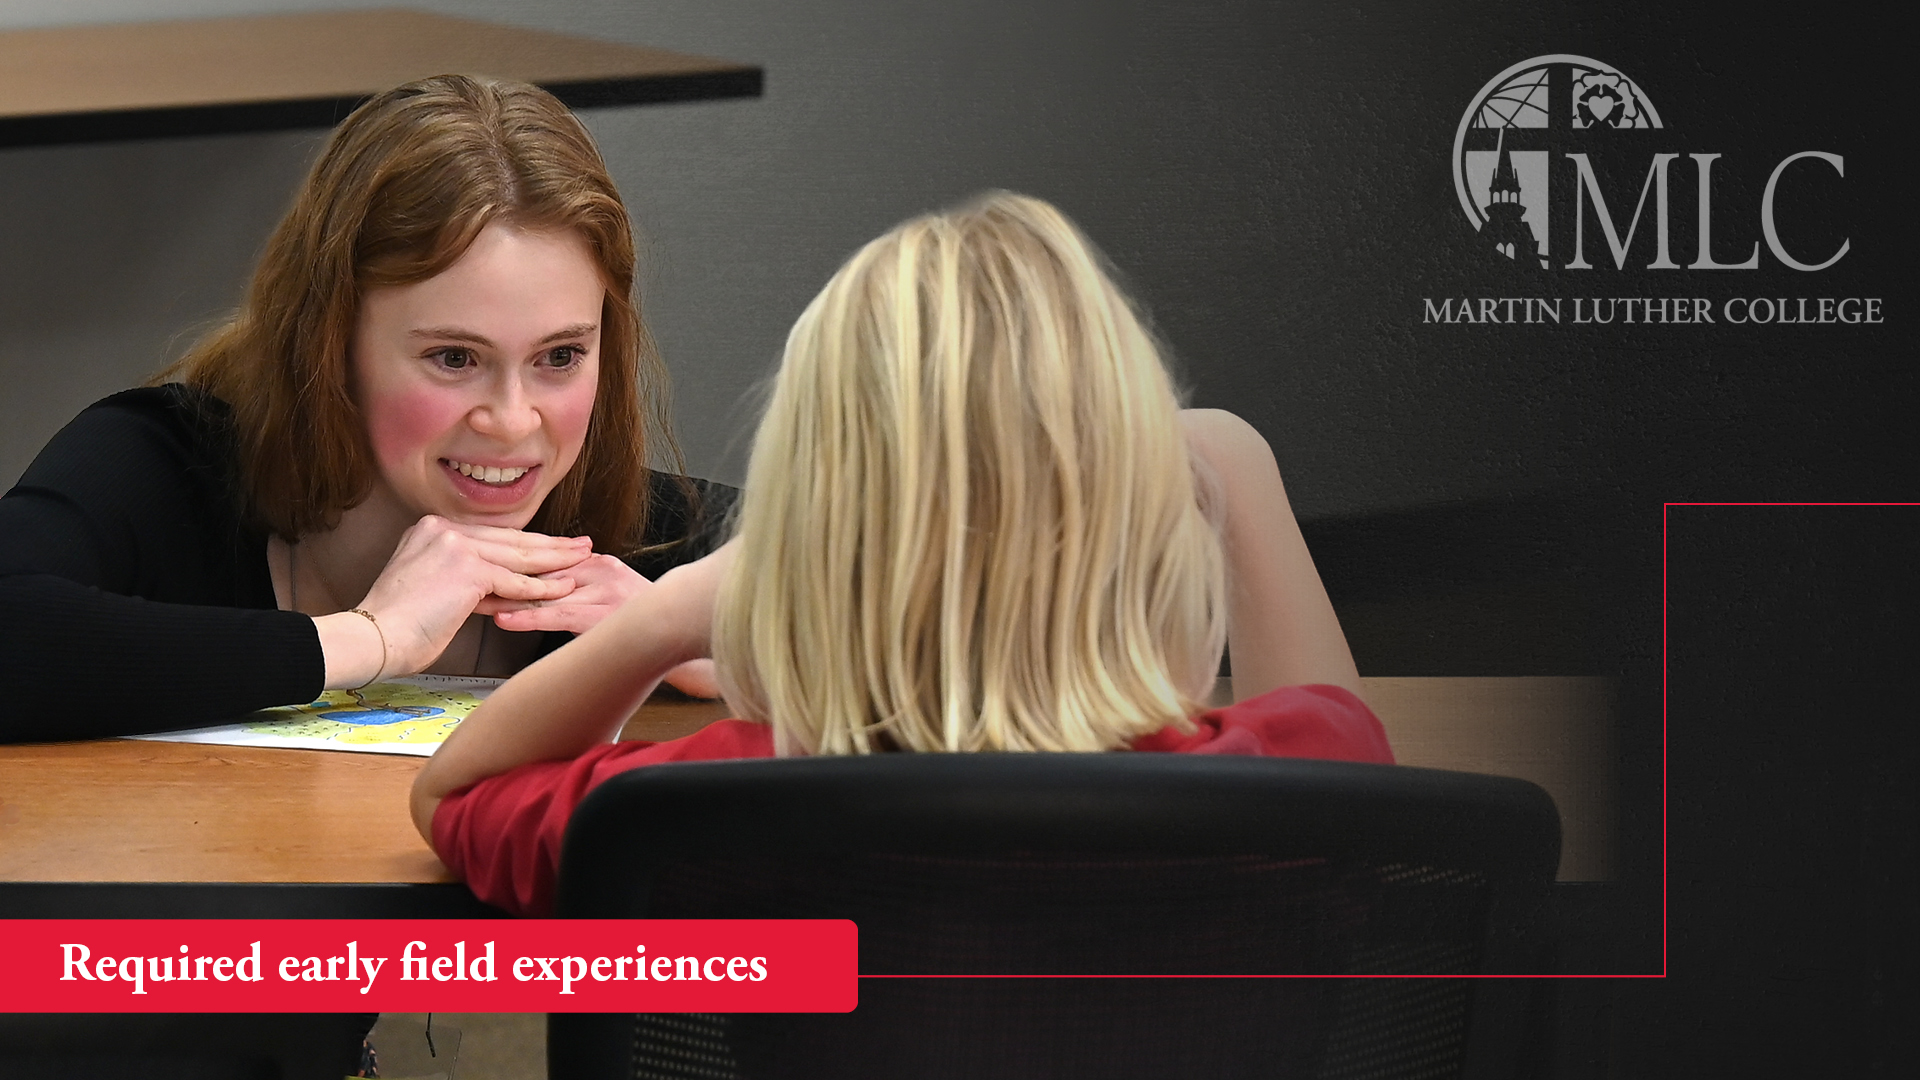 MLC
MARTIN LUTHER COLLEGE
Required early field experiences